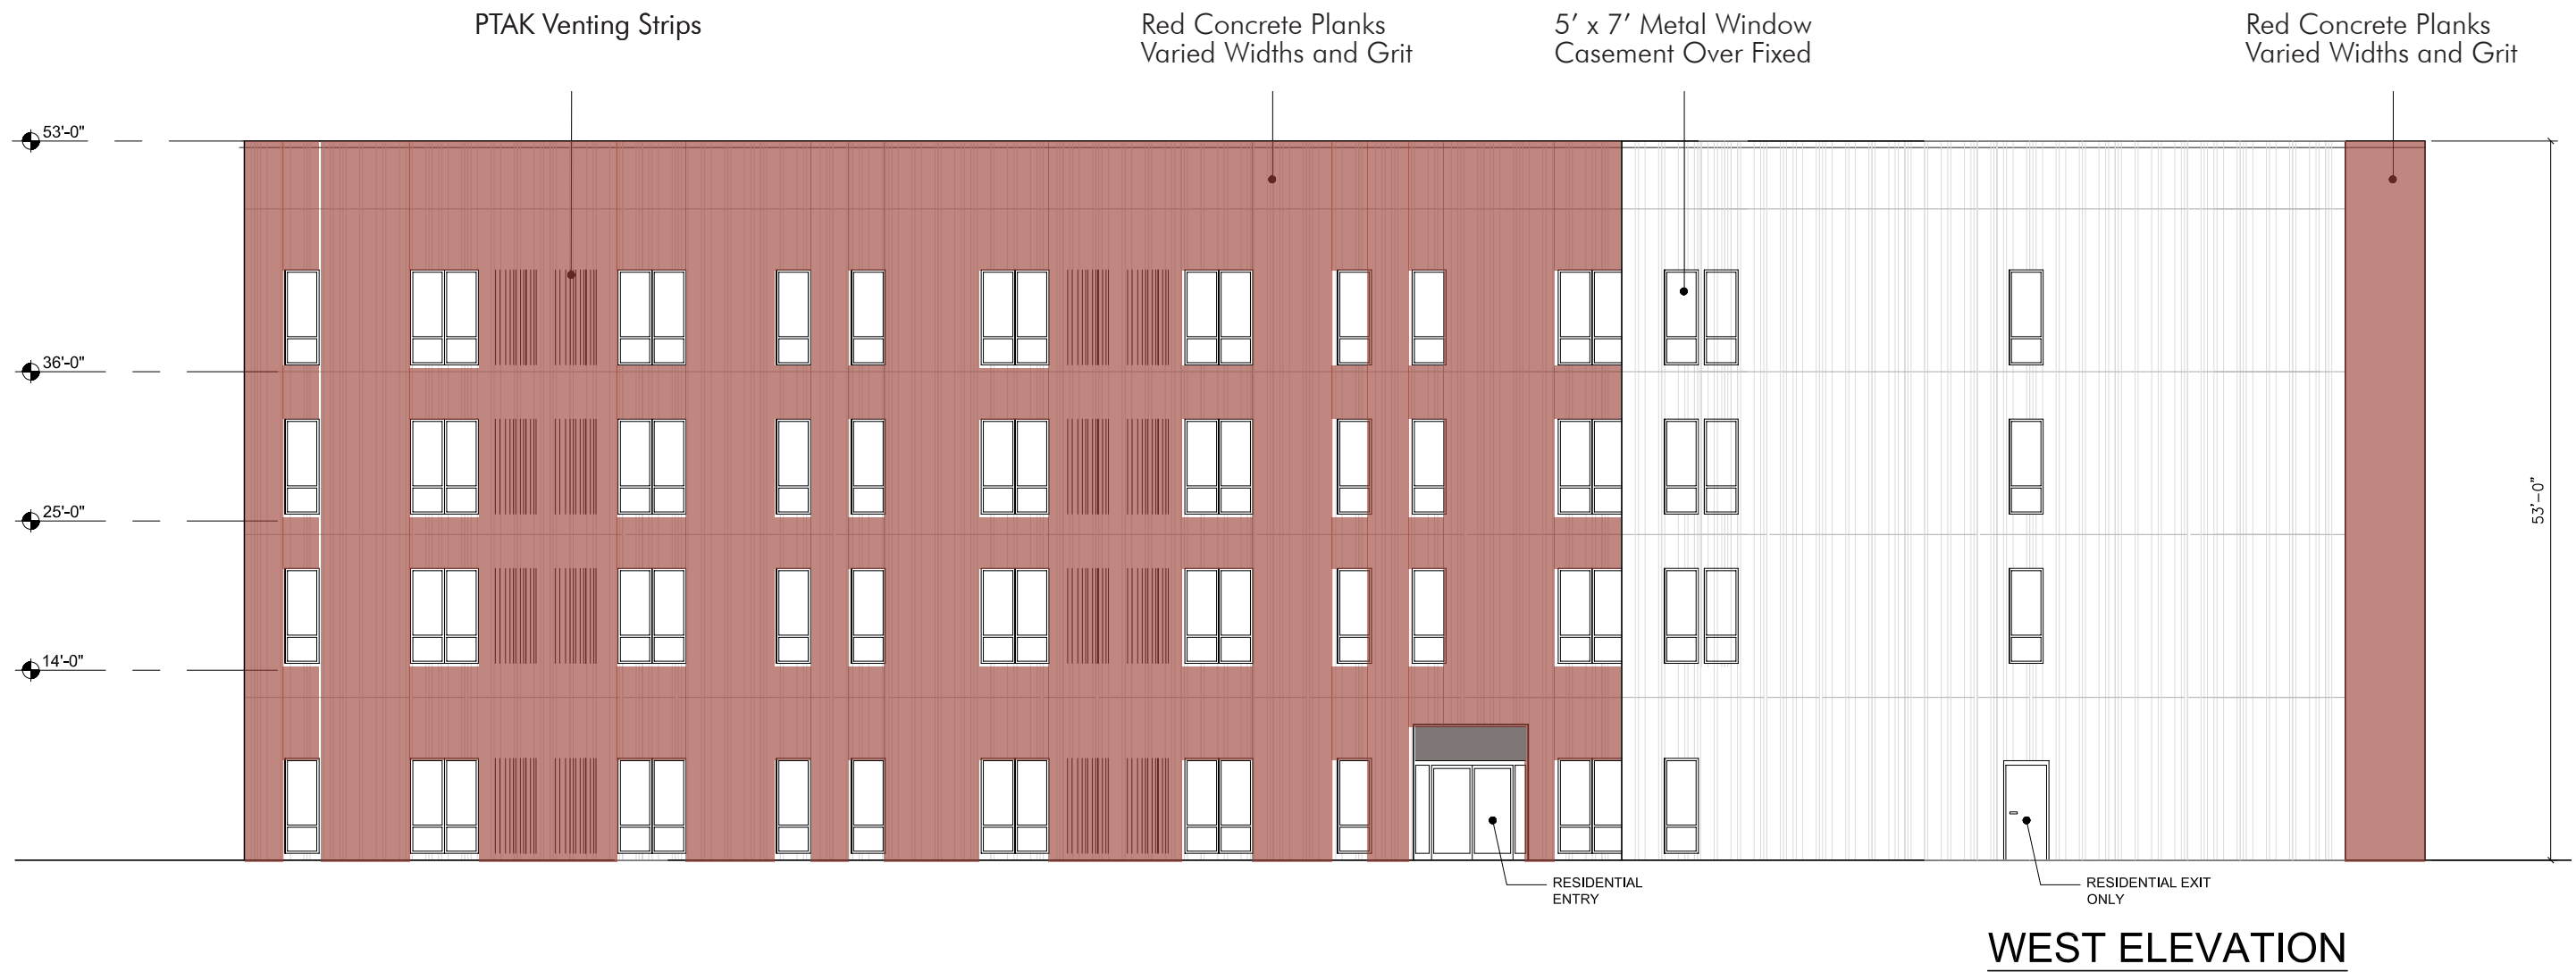 PTAK Venting Strips
Red Concrete Planks
Varied Widths and Grit
5' x 7' Metal Window
Casement Over Fixed
Red Concrete Planks
Varied Widths and Grit
53'-0"
36'-0"
25'-0"
14'-0"
53'-0"
RESIDENTIAL
ENTRY
RESIDENTIAL EXIT
ONLY
WEST ELEVATION